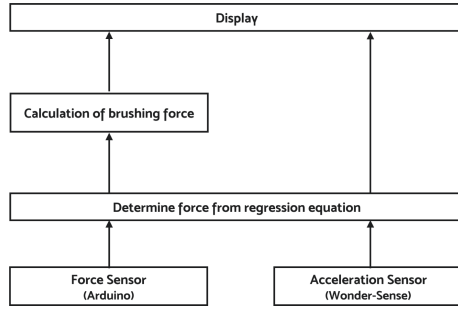 Display
Calculation of brushing force
Determine force from regression equation
Force Sensor
(Arduino)
Acceleration Sensor
(Wonder-Sense)